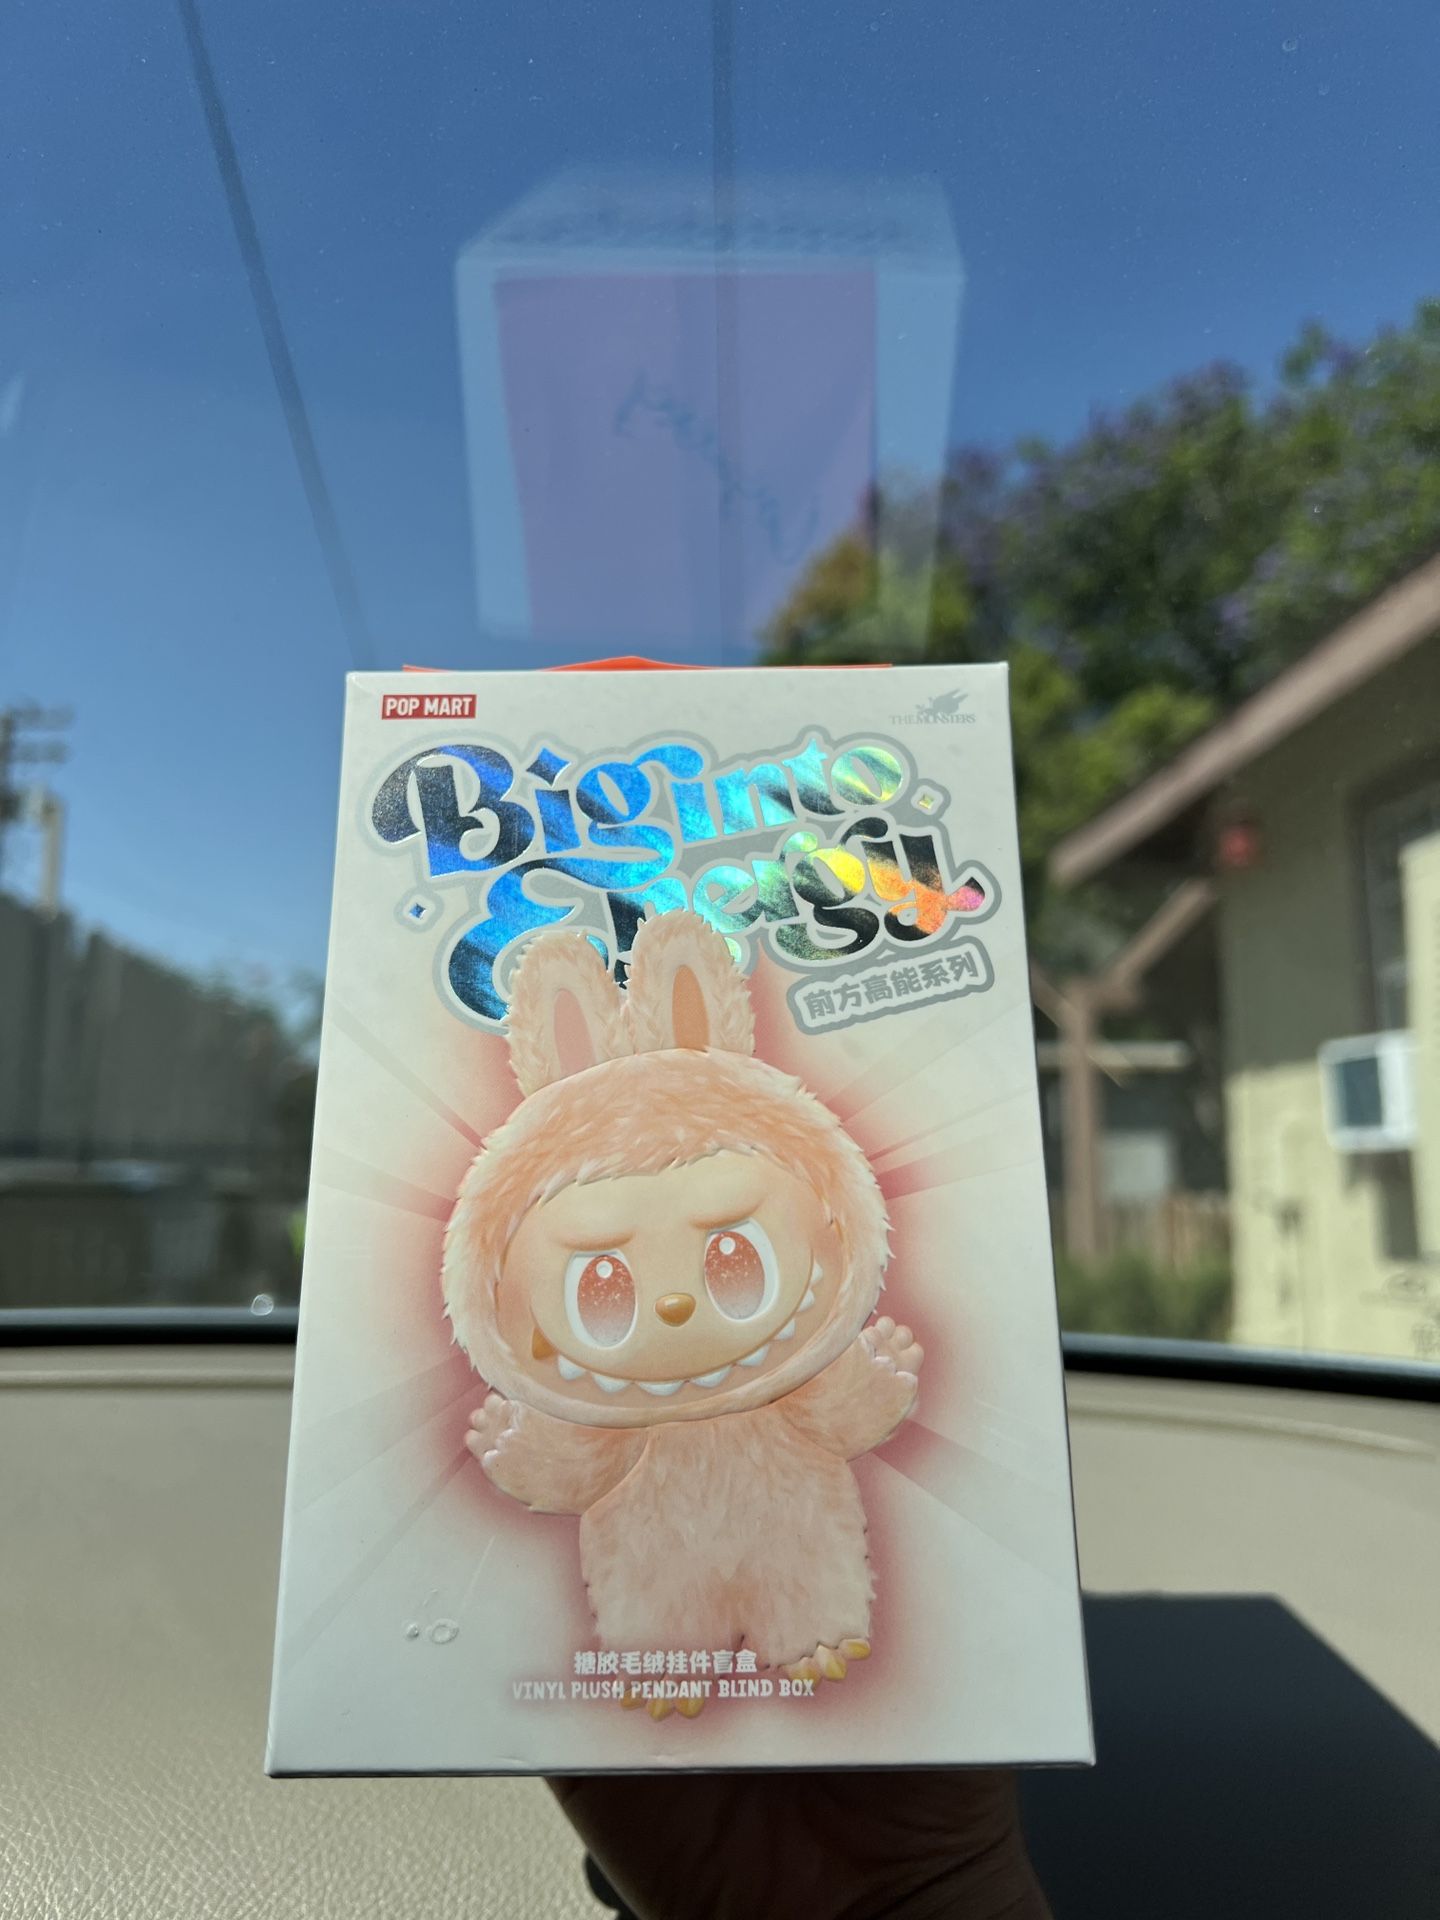 POP MART
THE MONSTERS
Big into
Energy
前方高能系列
搪胶毛绒挂件盲盒
VINYL PLUSH PENDANT BLIND BOX